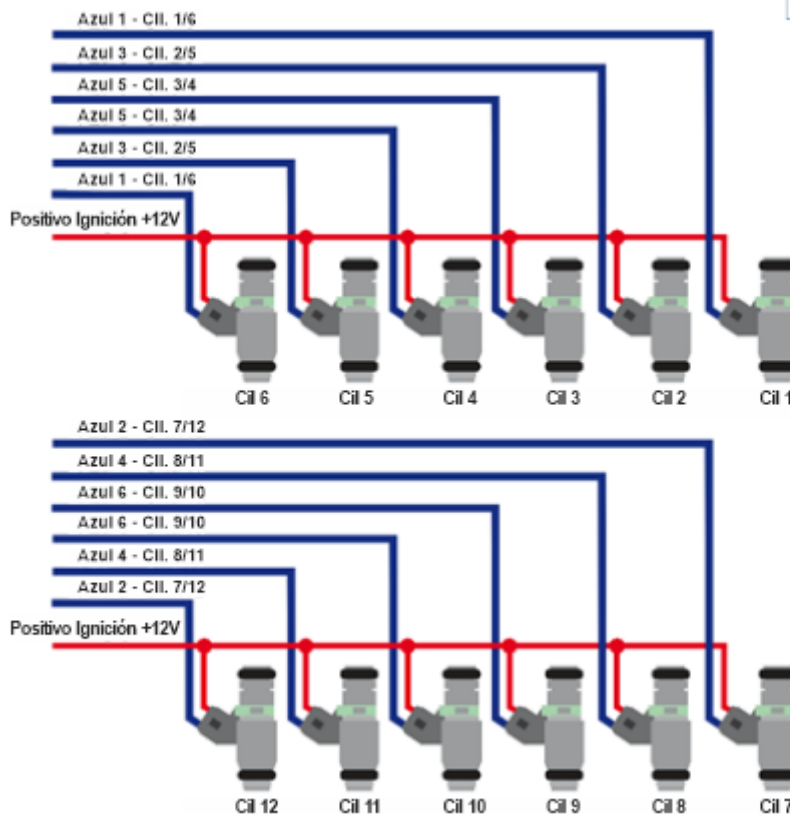 Azul 1 - Cil. 1/6
Azul 3 - Cil. 2/5
Azul 5 - Cil. 3/4
Azul 5 - Cil. 3/4
Azul 3 - Cil. 2/5
Azul 1 - Cil. 1/6
Positivo Ignición +12V
Cil 6 Cil 5 Cil 4 Cil 3 Cil 2 Cil 1
Azul 2 - Cil. 7/12
Azul 4 - Cil. 8/11
Azul 6 - Cil. 9/10
Azul 6 - Cil. 9/10
Azul 4 - Cil. 8/11
Azul 2 - Cil. 7/12
Positivo Ignición +12V
Cil 12 Cil 11 Cil 10 Cil 9 Cil 8 Cil 7